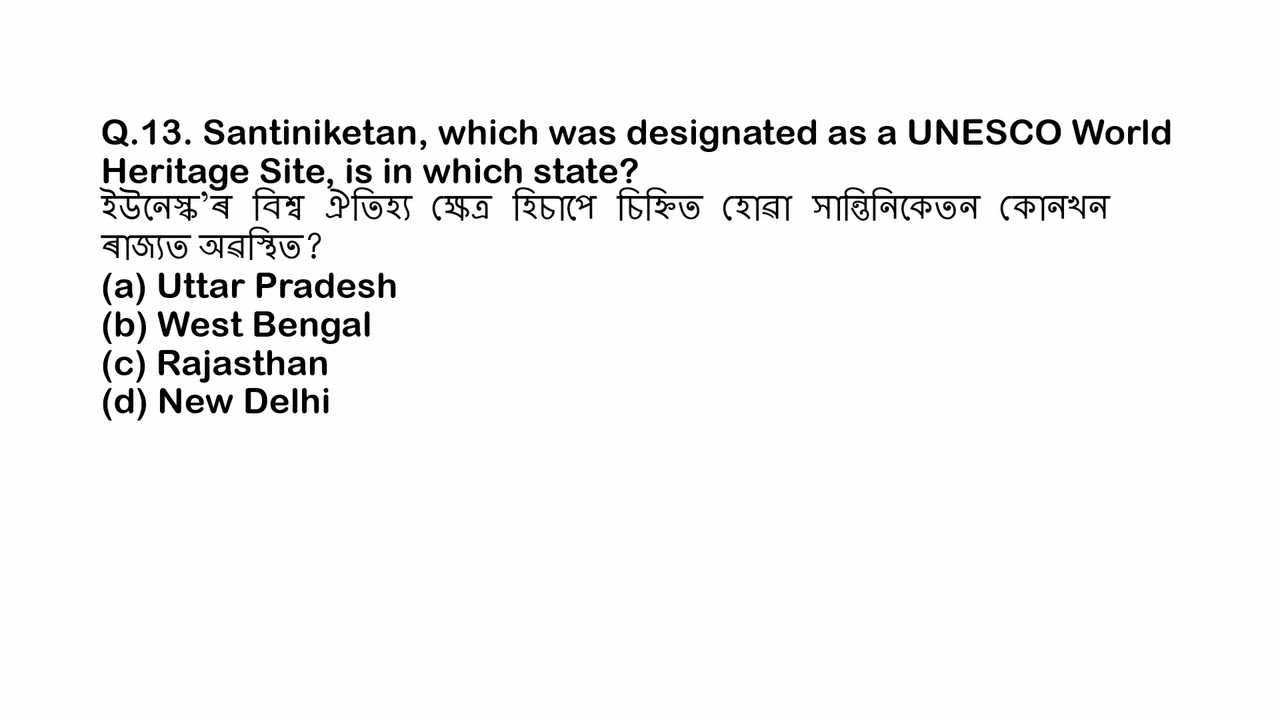 Q.13. Santiniketan, which was designated as a UNESCO World
Heritage Site, is in which state?
ইউনেস্ক’ৰ বিশ্ব ঐতিহ্য ক্ষেত্ৰ হিচাপে চিহ্নিত হোৱা সান্তিনিকেতন কোনখন
ৰাজ্যত অৱস্থিত?
(a) Uttar Pradesh
(b) West Bengal
(c) Rajasthan
(d) New Delhi